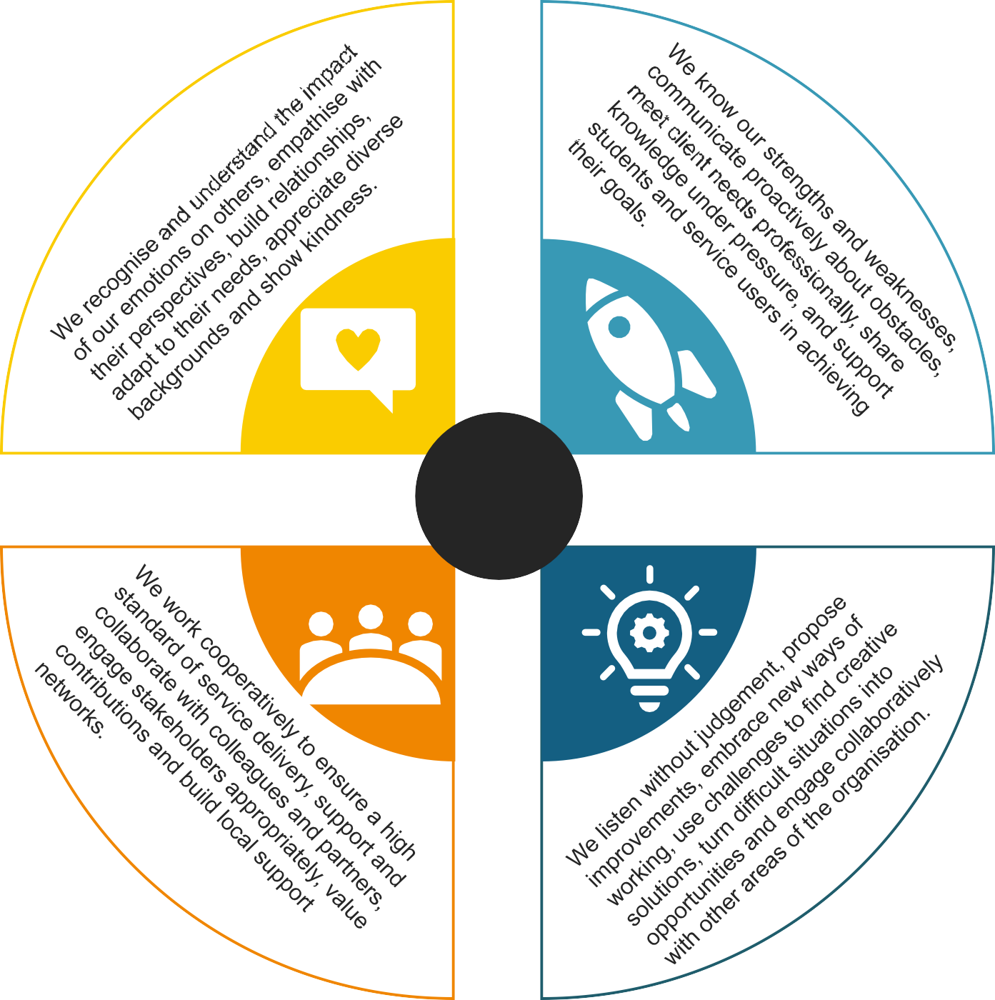 We recognise and understand the impact
of our emotions on others, empathise with
their perspectives, build relationships,
adapt to their needs, appreciate diverse
backgrounds and show kindness.
We know our strengths and weaknesses,
communicate proactively about obstacles,
meet client needs professionally, share
knowledge under pressure, and support
students and service users in achieving
their goals.
We work cooperatively to ensure a high
standard of service delivery, support and
collaborate with colleagues and partners,
engage stakeholders appropriately, value
contributions and build local support
networks.
We listen without judgement, propose
improvements, embrace new ways of
working, use challenges to find creative
solutions, turn difficult situations into
opportunities and engage collaboratively
with other areas of the organisation.